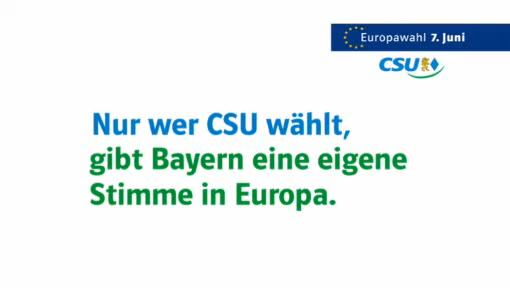 Europawahl 7. Juni
CSU
Nur wer CSU wählt,
gibt Bayern eine eigene
Stimme in Europa.